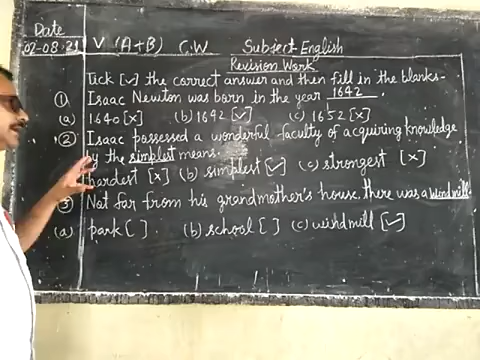 Date
02-08-21 V (A+B) C.W Subject English
Revision Work
Tick [✓] the correct answer and then fill in the blanks-
① Isaac Newton was born in the year 1642.
(a) 1640 [x] (b) 1642 [✓] (c) 1652 [x]
② Isaac possessed a wonderful faculty of acquiring knowledge
by the simplest means.
hardest [x] (b) simplest [✓] (c) strongest [x]
③ Not far from his grandmother's house, there was a windmill.
(a) park [ ] (b) school [ ] (c) windmill [✓]